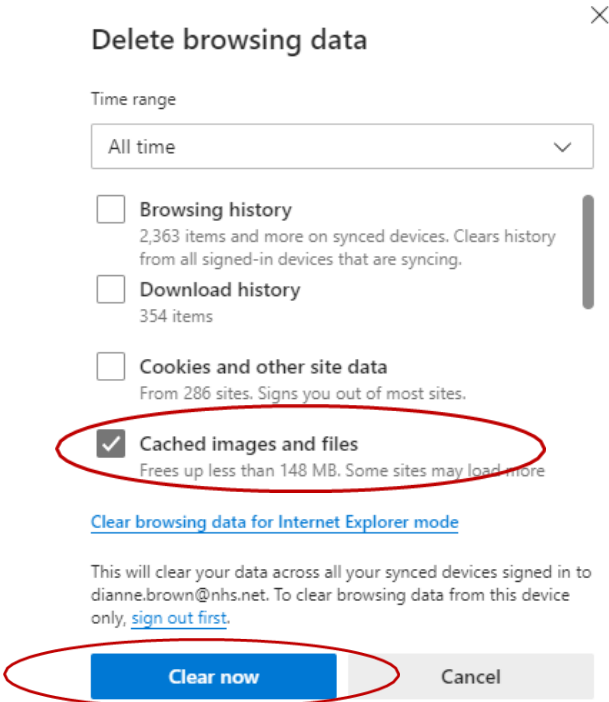 Delete browsing data
Time range
All time
Browsing history
2,363 items and more on synced devices. Clears history
from all signed-in devices that are syncing.
Download history
354 items
Cookies and other site data
From 286 sites. Signs you out of most sites.
Cached images and files
Frees up less than 148 MB. Some sites may load more
Clear browsing data for Internet Explorer mode
This will clear your data across all your synced devices signed in to
dianne.brown@nhs.net. To clear browsing data from this device
only, sign out first.
Clear now
Cancel